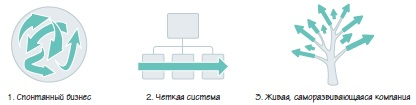 1. Спонтанный бизнес
2. Четкая система
3. Живая, саморазвивающаяся компания